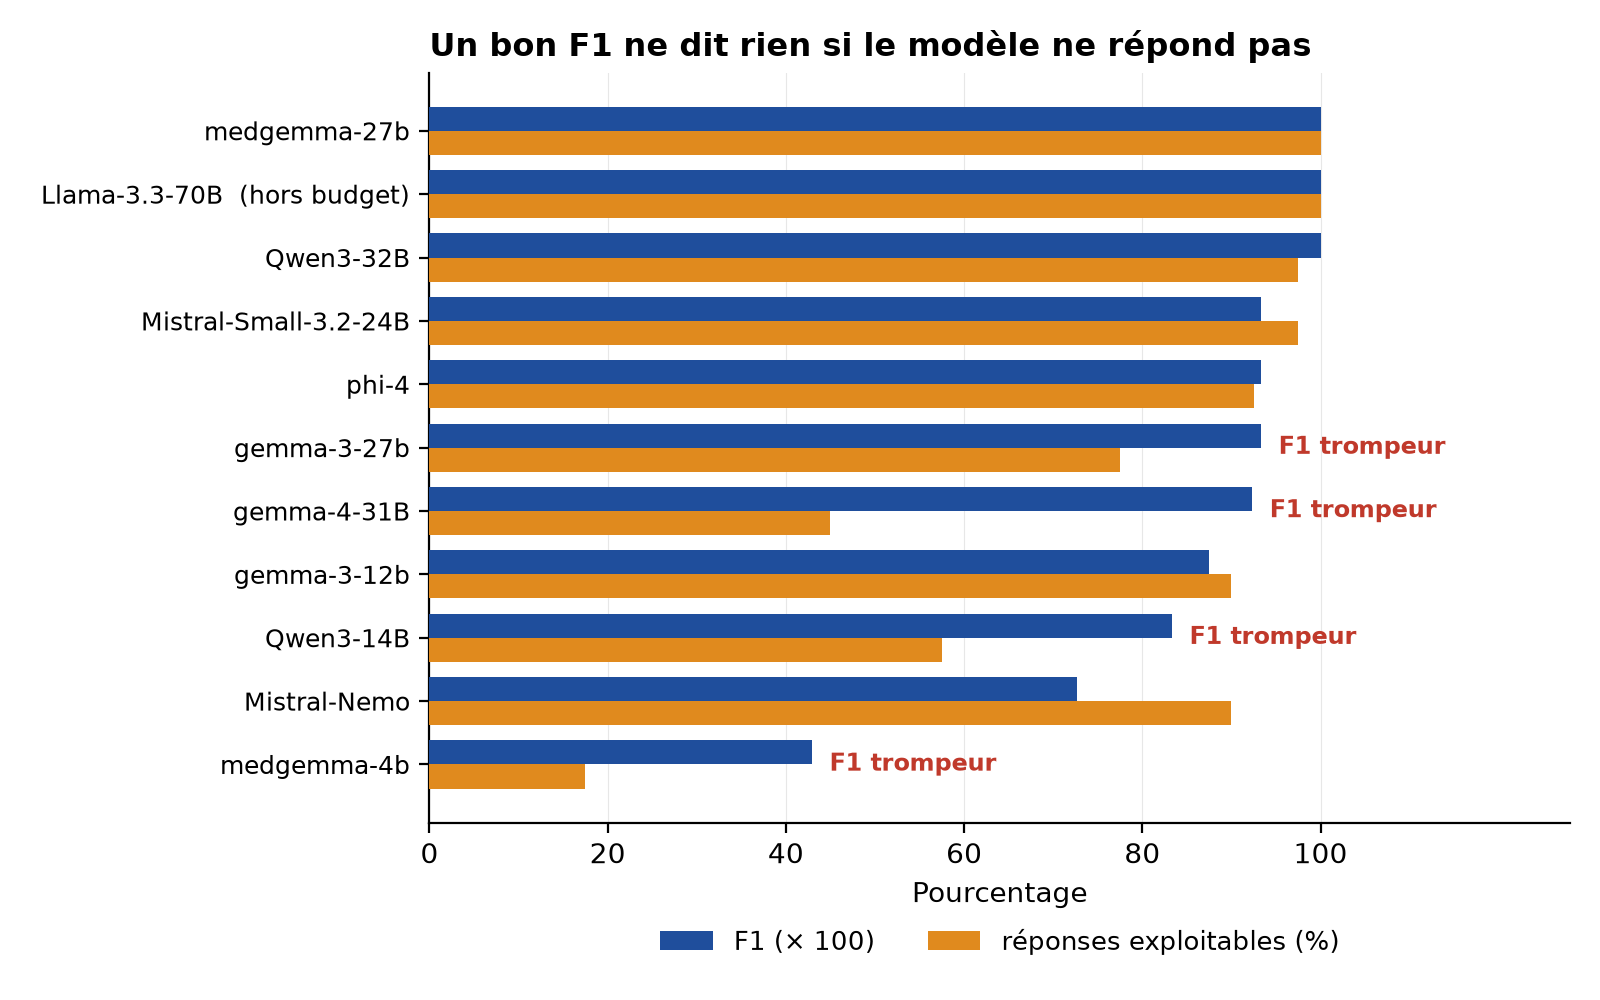 Un bon F1 ne dit rien si le modèle ne répond pas
medgemma-27b
Llama-3.3-70B (hors budget)
Qwen3-32B
Mistral-Small-3.2-24B
phi-4
gemma-3-27b
F1 trompeur
gemma-4-31B
F1 trompeur
gemma-3-12b
Qwen3-14B
F1 trompeur
Mistral-Nemo
medgemma-4b
F1 trompeur
0 20 40 60 80 100
Pourcentage
F1 (× 100) réponses exploitables (%)